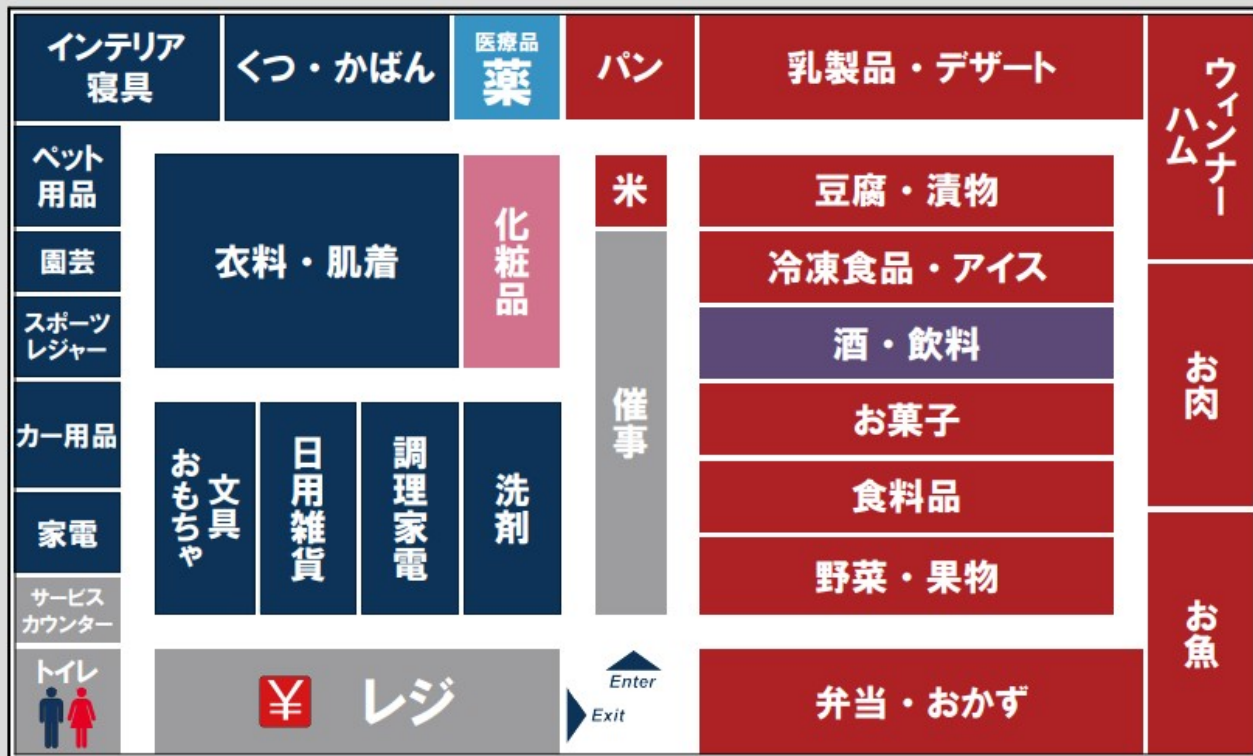 インテリア
寝具
くつ・かばん
医療品
薬
パン
乳製品・デザート
ウィンナー
ハム
ペット
用品
衣料・肌着
化粧品
米
豆腐・漬物
園芸
冷凍食品・アイス
スポーツ
レジャー
酒・飲料
お肉
催事
カー用品
お菓子
文具
おもちゃ
日用雑貨
調理家電
洗剤
食料品
家電
野菜・果物
サービス
カウンター
お魚
トイレ
¥ レジ
Enter
Exit
弁当・おかず